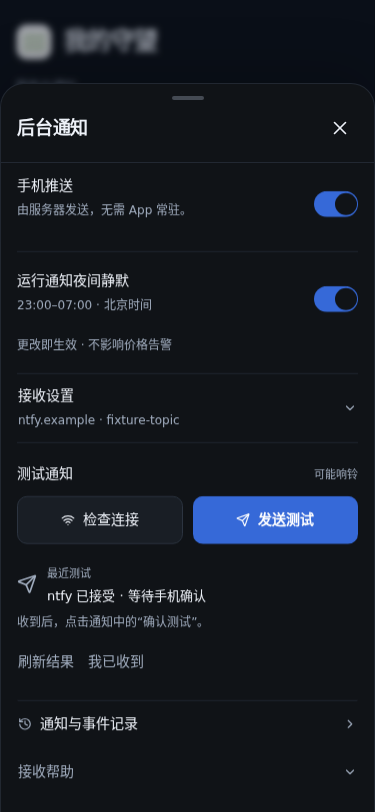 我的守望
后台通知
手机推送
由服务器发送，无需 App 常驻。
运行通知夜间静默
23:00–07:00 · 北京时间
更改即生效 · 不影响价格告警
接收设置
ntfy.example · fixture-topic
测试通知
可能响铃
检查连接
发送测试
最近测试
ntfy 已接受 · 等待手机确认
收到后，点击通知中的“确认测试”。
刷新结果 我已收到
通知与事件记录
接收帮助